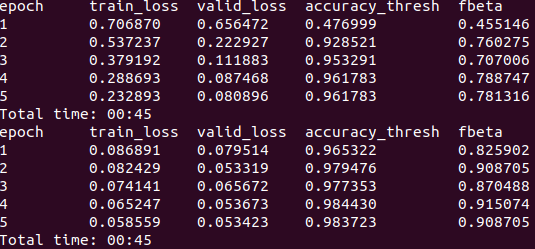 epoch train_loss valid_loss accuracy_thresh fbeta
1 0.706870 0.656472 0.476999 0.455146
2 0.537237 0.222927 0.928521 0.760275
3 0.379192 0.111883 0.953291 0.707006
4 0.288693 0.087468 0.961783 0.788747
5 0.232893 0.080896 0.961783 0.781316
Total time: 00:45
epoch train_loss valid_loss accuracy_thresh fbeta
1 0.086891 0.079514 0.965322 0.825902
2 0.082429 0.053319 0.979476 0.908705
3 0.074141 0.065672 0.977353 0.870488
4 0.065247 0.053673 0.984430 0.915074
5 0.058559 0.053423 0.983723 0.908705
Total time: 00:45